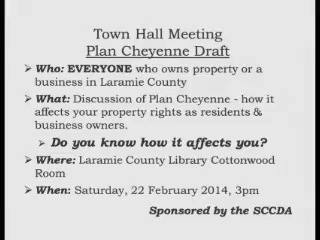 Town Hall Meeting
Plan Cheyenne Draft
➢ Who: EVERYONE who owns property or a
business in Laramie County
➢ What: Discussion of Plan Cheyenne - how it
affects your property rights as residents &
business owners.
➢ Do you know how it affects you?
➢ Where: Laramie County Library Cottonwood
Room
➢ When: Saturday, 22 February 2014, 3pm
Sponsored by the SCCDA